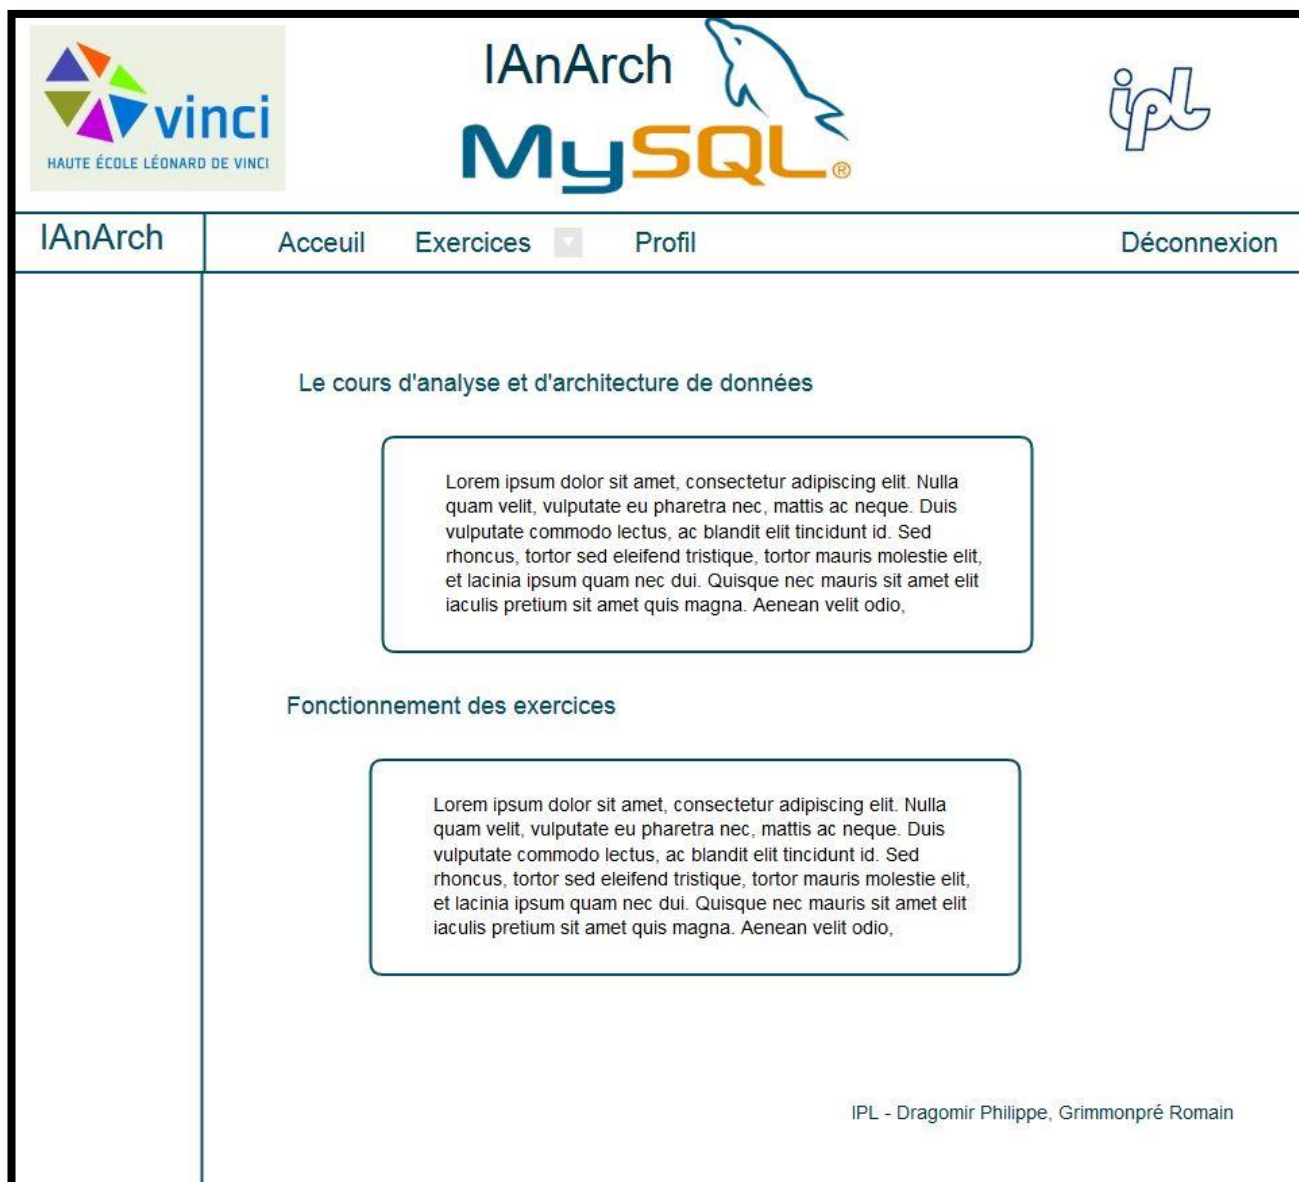 vinci
HAUTE ÉCOLE LÉONARD DE VINCI
IAnArch
MySQL®
ipl
IAnArch
Acceuil Exercices Profil Déconnexion
Le cours d'analyse et d'architecture de données
Lorem ipsum dolor sit amet, consectetur adipiscing elit. Nulla
quam velit, vulputate eu pharetra nec, mattis ac neque. Duis
vulputate commodo lectus, ac blandit elit tincidunt id. Sed
rhoncus, tortor sed eleifend tristique, tortor mauris molestie elit,
et lacinia ipsum quam nec dui. Quisque nec mauris sit amet elit
iaculis pretium sit amet quis magna. Aenean velit odio,
Fonctionnement des exercices
Lorem ipsum dolor sit amet, consectetur adipiscing elit. Nulla
quam velit, vulputate eu pharetra nec, mattis ac neque. Duis
vulputate commodo lectus, ac blandit elit tincidunt id. Sed
rhoncus, tortor sed eleifend tristique, tortor mauris molestie elit,
et lacinia ipsum quam nec dui. Quisque nec mauris sit amet elit
iaculis pretium sit amet quis magna. Aenean velit odio,
IPL - Dragomir Philippe, Grimmonpré Romain